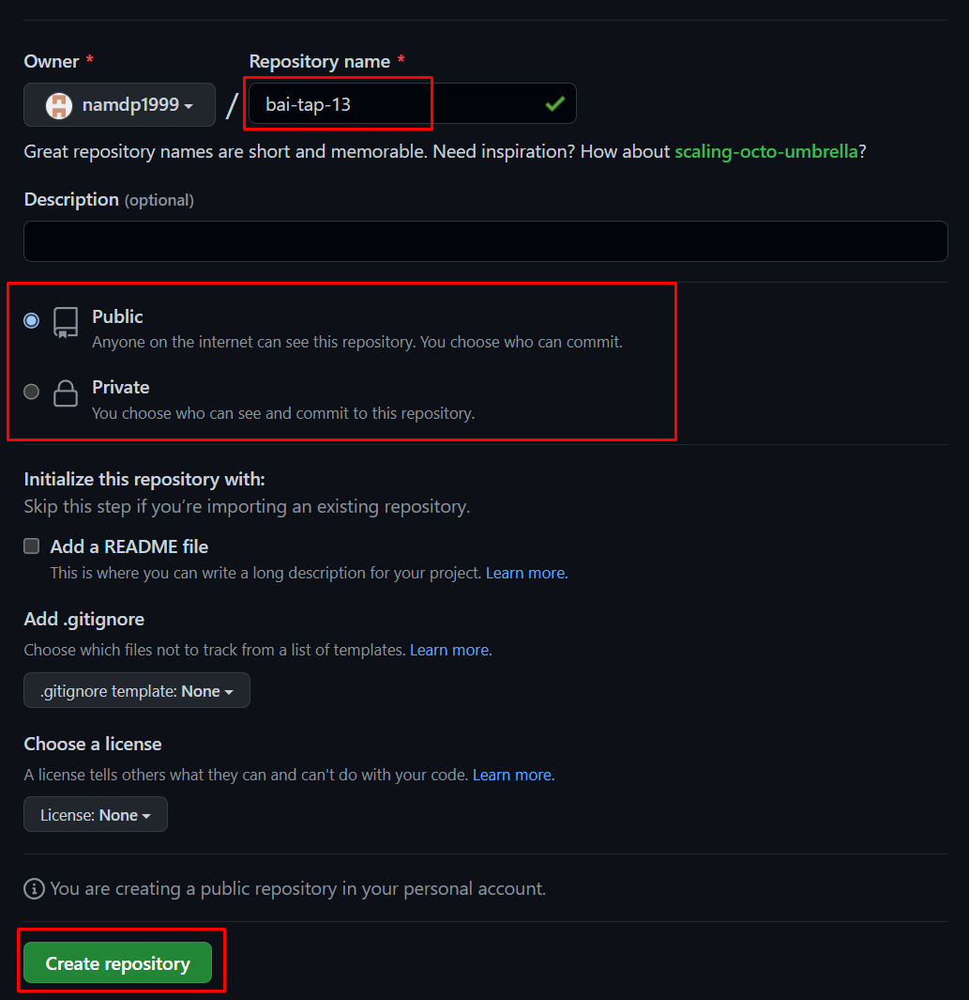 Owner * Repository name *
namdp1999 / bai-tap-13
Great repository names are short and memorable. Need inspiration? How about scaling-octo-umbrella?
Description (optional)
Public
Anyone on the internet can see this repository. You choose who can commit.
Private
You choose who can see and commit to this repository.
Initialize this repository with:
Skip this step if you’re importing an existing repository.
Add a README file
This is where you can write a long description for your project. Learn more.
Add .gitignore
Choose which files not to track from a list of templates. Learn more.
.gitignore template: None
Choose a license
A license tells others what they can and can't do with your code. Learn more.
License: None
You are creating a public repository in your personal account.
Create repository